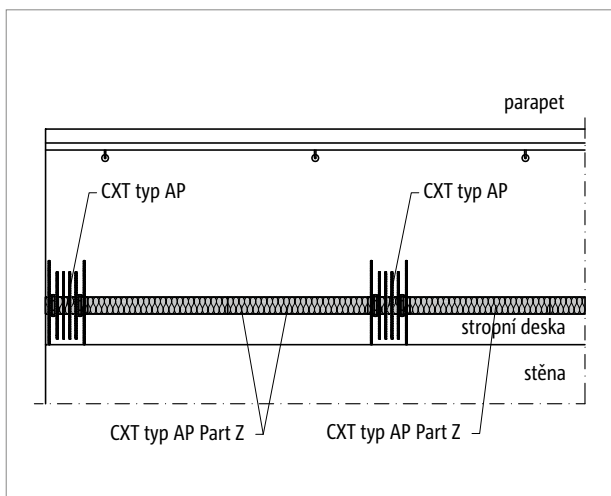 parapet
CXT typ AP
CXT typ AP
stropní deska
stěna
CXT typ AP Part Z
CXT typ AP Part Z